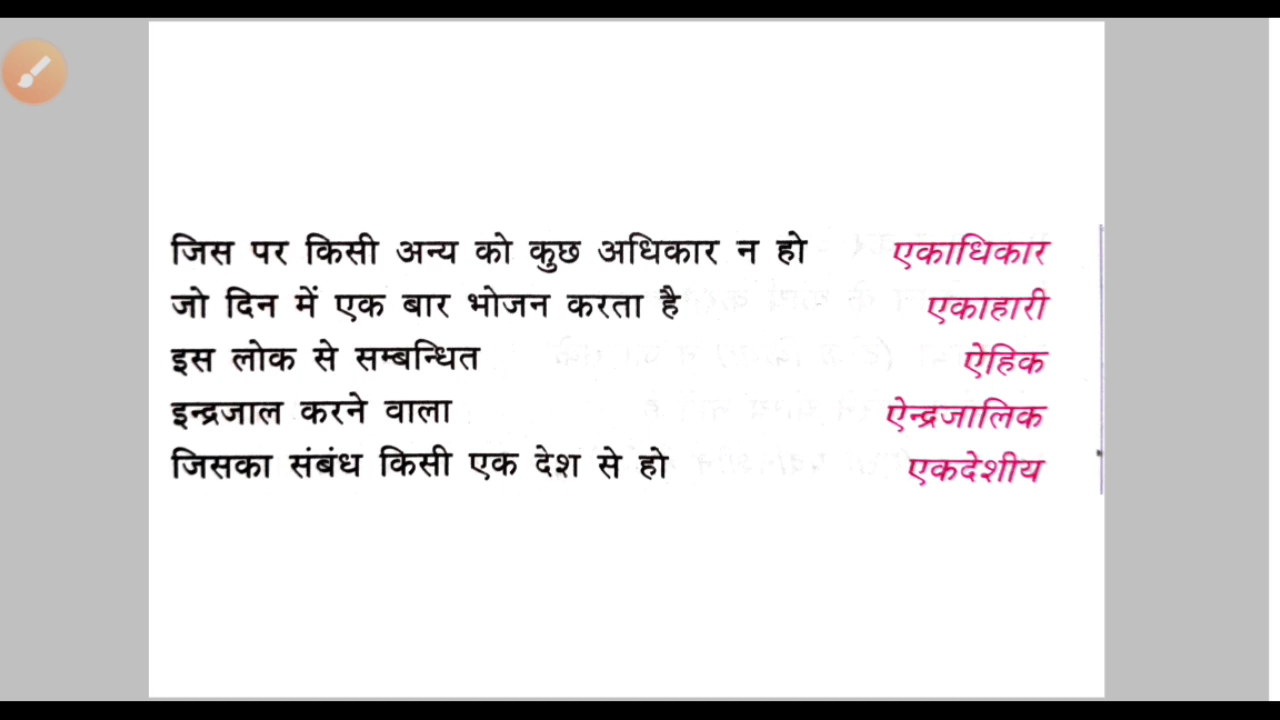 जिस पर किसी अन्य को कुछ अधिकार न हो एकाधिकार
जो दिन में एक बार भोजन करता है एकाहारी
इस लोक से सम्बन्धित ऐहिक
इन्द्रजाल करने वाला ऐन्द्रजालिक
जिसका संबंध किसी एक देश से हो एकदेशीय